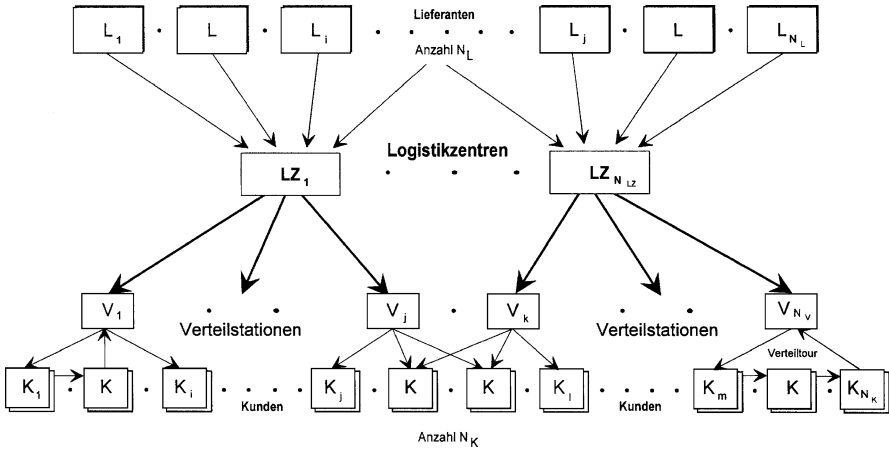 Lieferanten
L1 L Li Lj L LNL
Anzahl NL
Logistikzentren
LZ1 LZNLZ
V1 Vj Vk VNV
Verteilstationen Verteilstationen
Verteiltour
K1 K Ki Kj K K Kl Km K KNK
Kunden Kunden
Anzahl NK